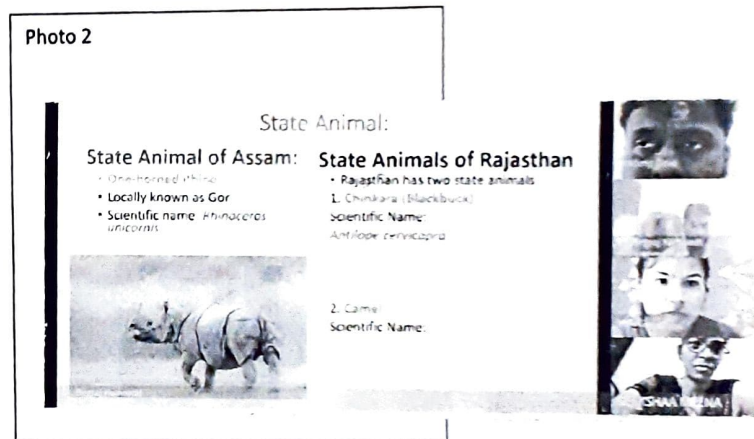 Photo 2
State Animal:
State Animal of Assam:
• One-horned rhino
• Locally known as Gor
• Scientific name Rhinoceros
unicornis
State Animals of Rajasthan
• Rajasthan has two state animals
1. Chinkara (Blackbuck)
Scientific Name:
Antilope cervicapra
2. Camel
Scientific Name: